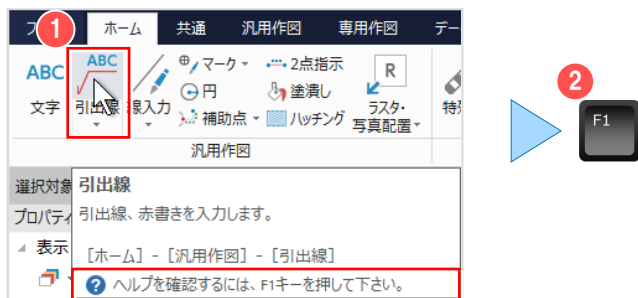 1
ホーム 共通 汎用作図 専用作図 デー
2
ABC ABC マーク 2点指示 R
円 塗潰し
文字 引出線 線入力 補助点 ハッチング ラスタ・
写真配置
汎用作図
F1
選択対象
プロパティ
表示
引出線
引出線、赤書きを入力します。
[ホーム] - [汎用作図] - [引出線]
? ヘルプを確認するには、F1キーを押して下さい。